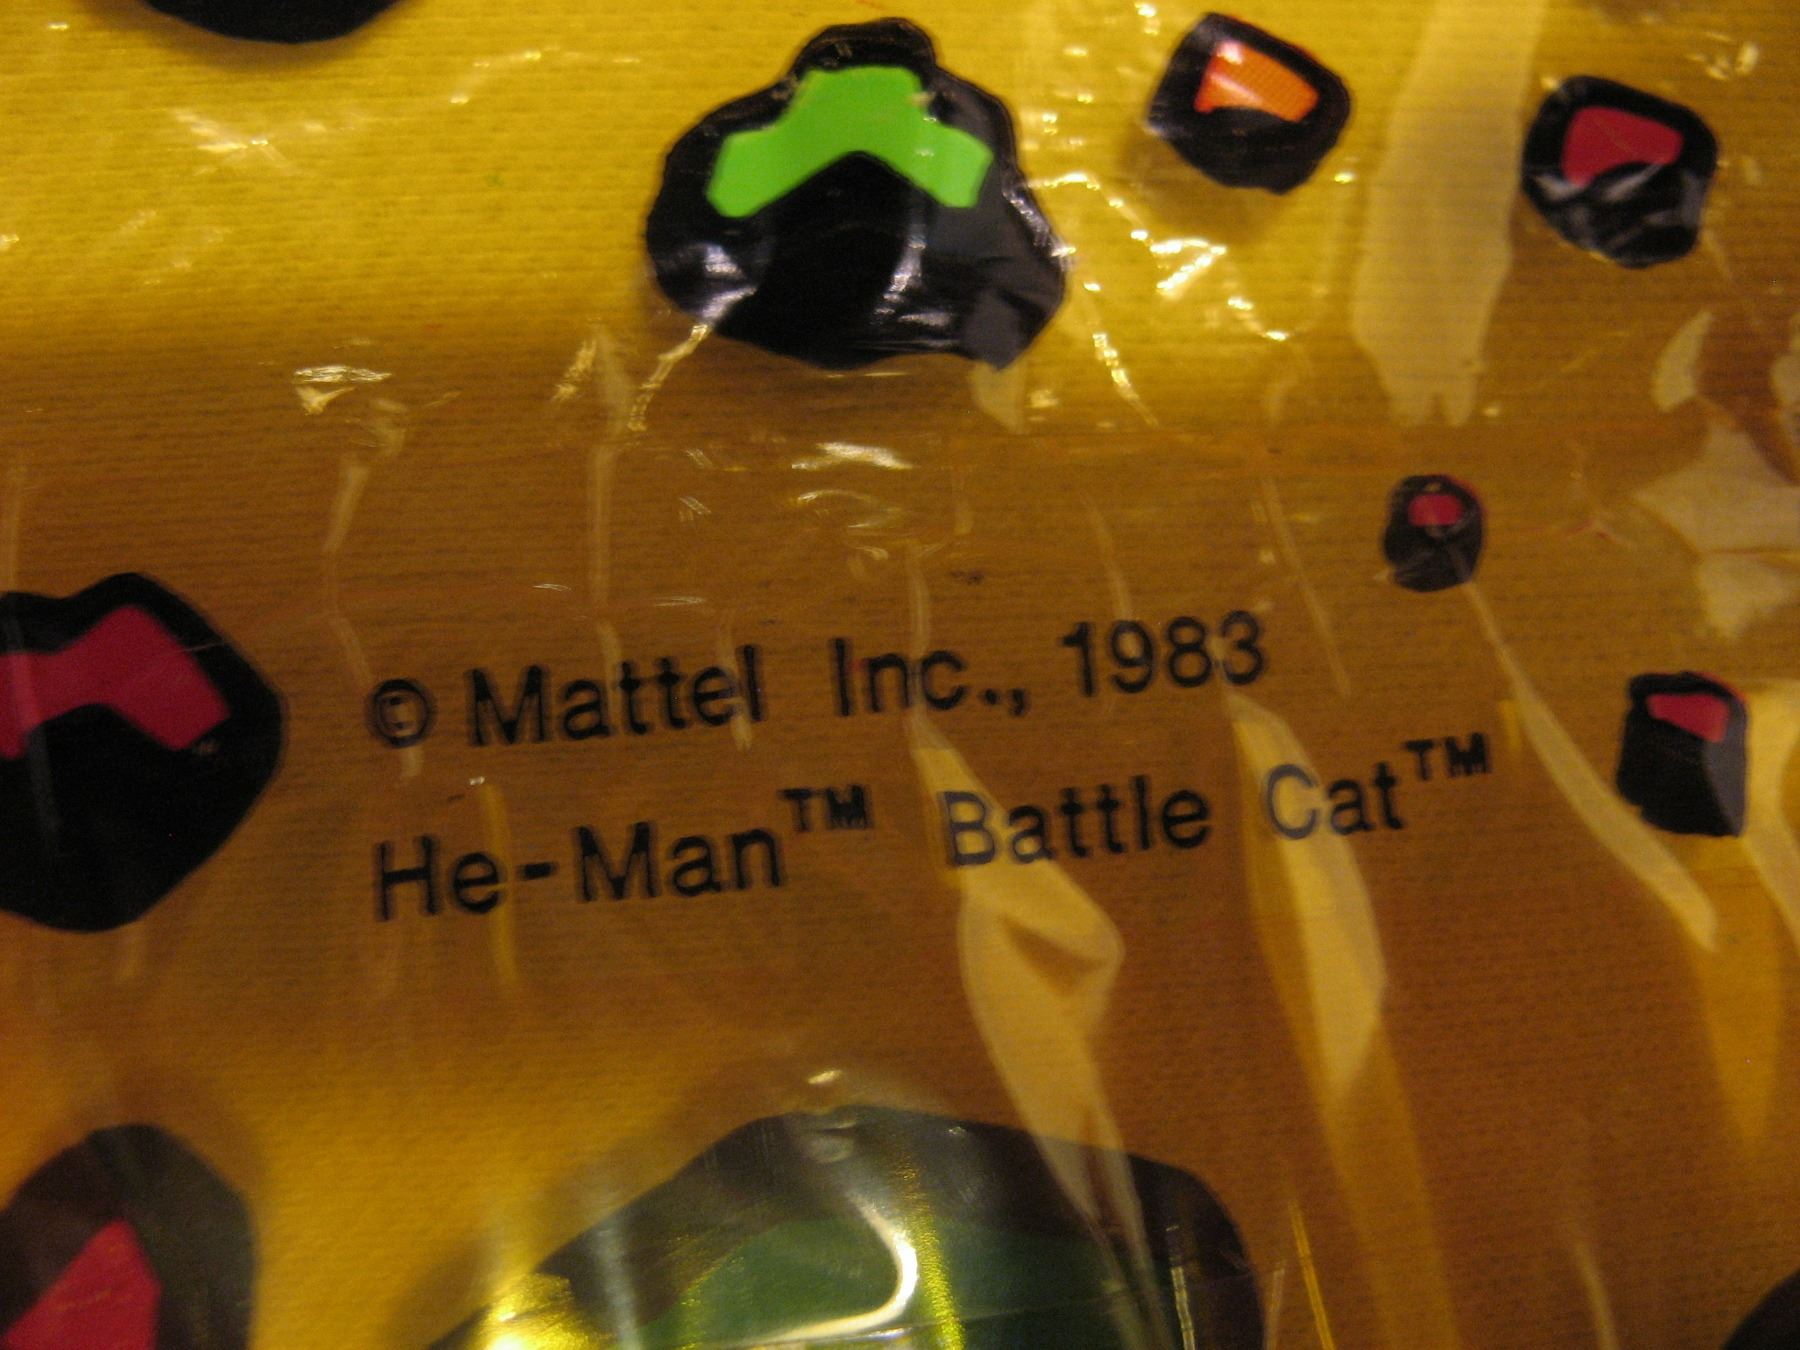 © Mattel Inc., 1983
He-Man™ Battle Cat™